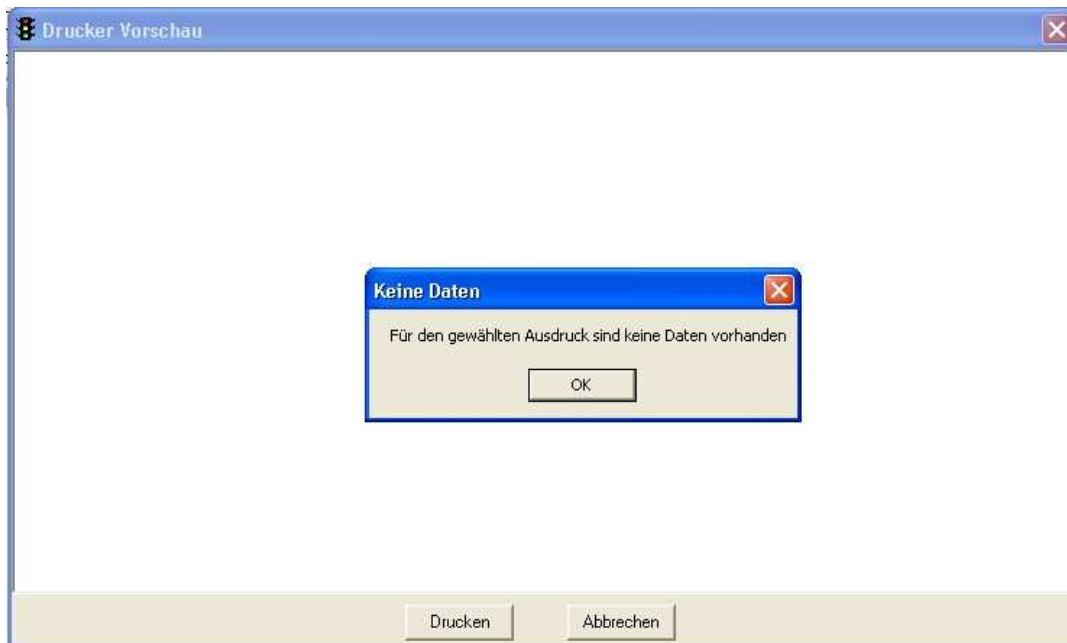 Drucker Vorschau
Keine Daten
Für den gewählten Ausdruck sind keine Daten vorhanden
OK
Drucken
Abbrechen